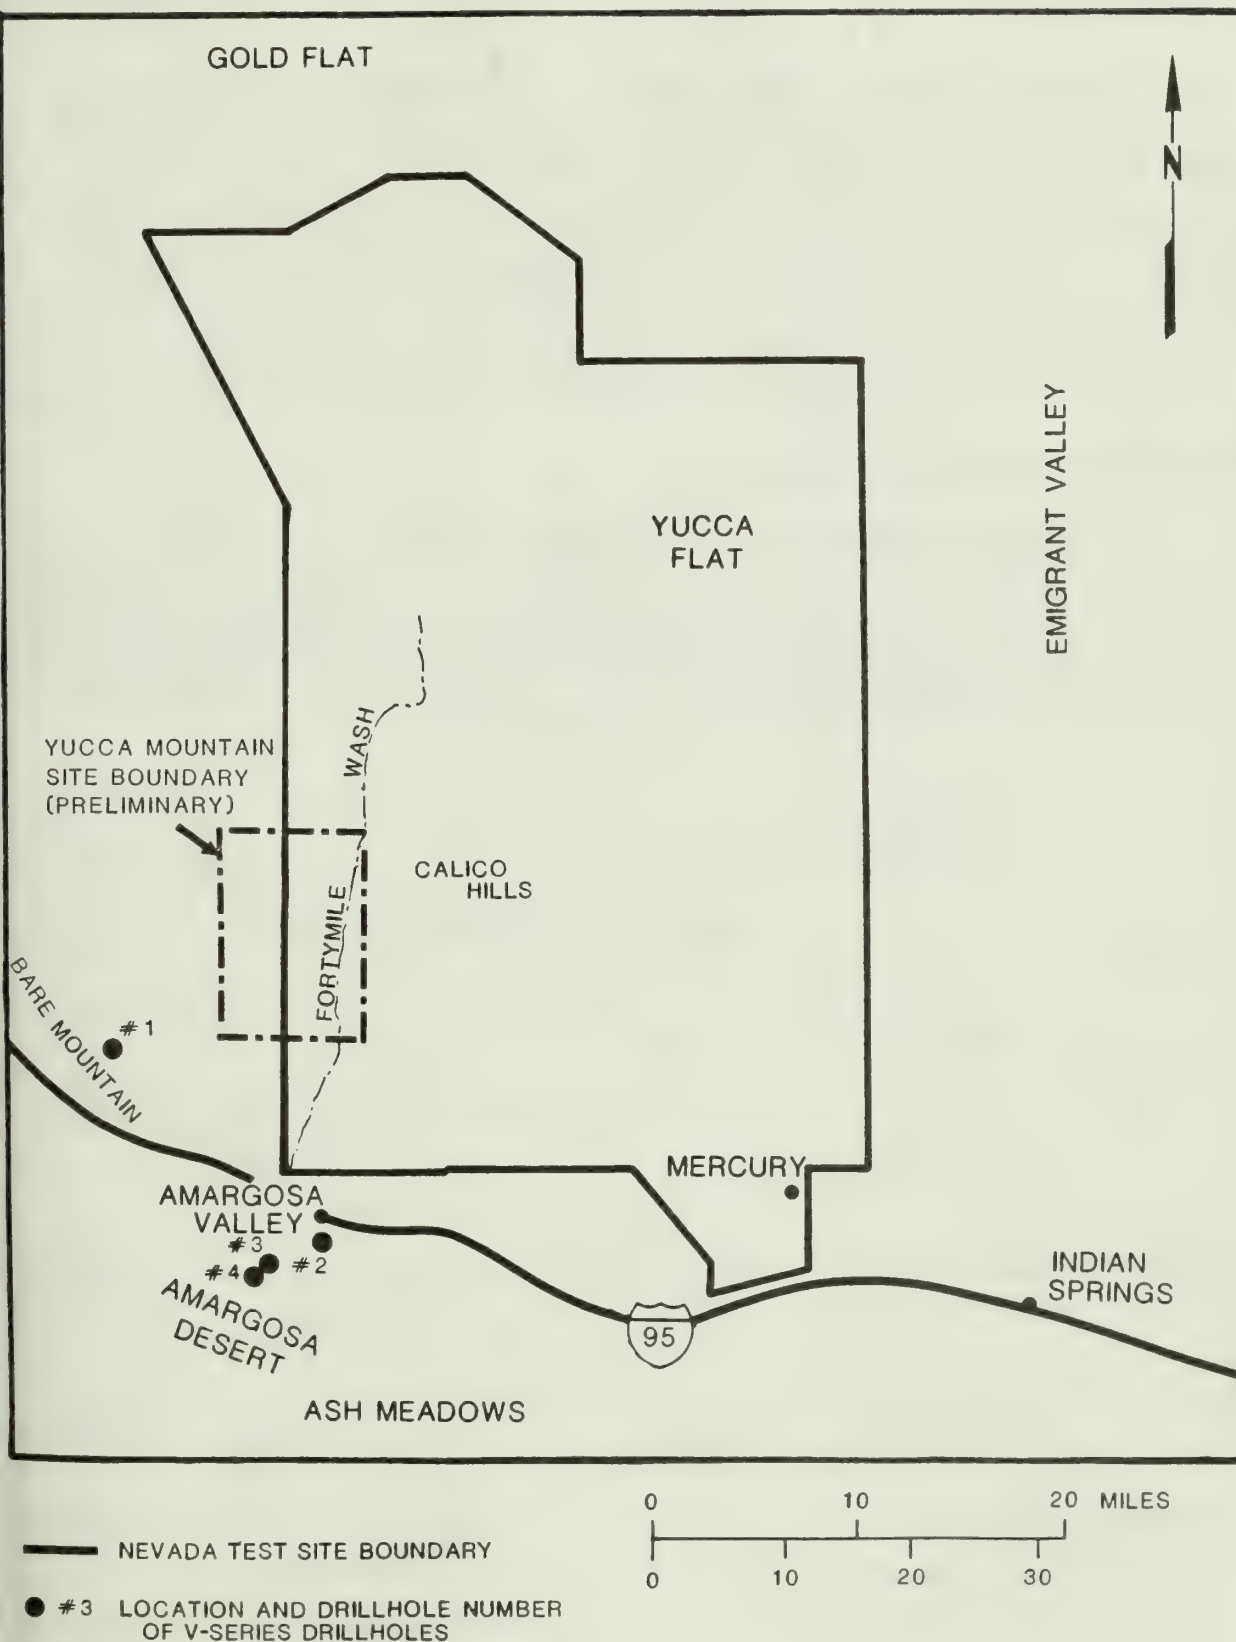 GOLD FLAT
N
EMIGRANT VALLEY
YUCCA
FLAT
WASH
YUCCA MOUNTAIN
SITE BOUNDARY
(PRELIMINARY)
CALICO
HILLS
FORTYMILE
BARE MOUNTAIN
#1
MERCURY
AMARGOSA
VALLEY
#3
#2
#4
AMARGOSA
DESERT
INDIAN
SPRINGS
95
ASH MEADOWS
0 10 20 MILES
0 10 20 30
NEVADA TEST SITE BOUNDARY
#3 LOCATION AND DRILLHOLE NUMBER
OF V-SERIES DRILLHOLES